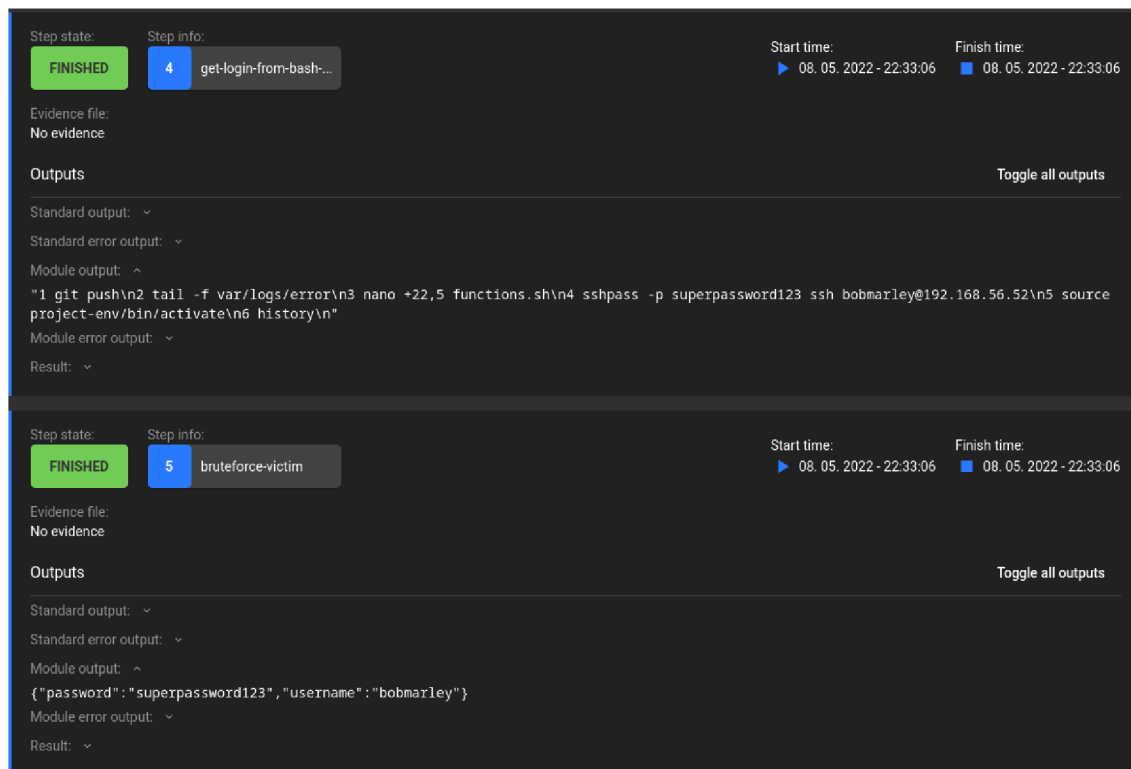 Step state: Step info:
FINISHED 4 get-login-from-bash-...
Start time: Finish time:
08. 05. 2022 - 22:33:06 08. 05. 2022 - 22:33:06
Evidence file:
No evidence
Outputs Toggle all outputs
Standard output:
Standard error output:
Module output:
"1 git push\n2 tail -f var/logs/error\n3 nano +22,5 functions.sh\n4 sshpass -p superpassword123 ssh bobmarley@192.168.56.52\n5 source
project-env/bin/activate\n6 history\n"
Module error output:
Result:
Step state: Step info:
FINISHED 5 bruteforce-victim
Start time: Finish time:
08. 05. 2022 - 22:33:06 08. 05. 2022 - 22:33:06
Evidence file:
No evidence
Outputs Toggle all outputs
Standard output:
Standard error output:
Module output:
{"password":"superpassword123","username":"bobmarley"}
Module error output:
Result: